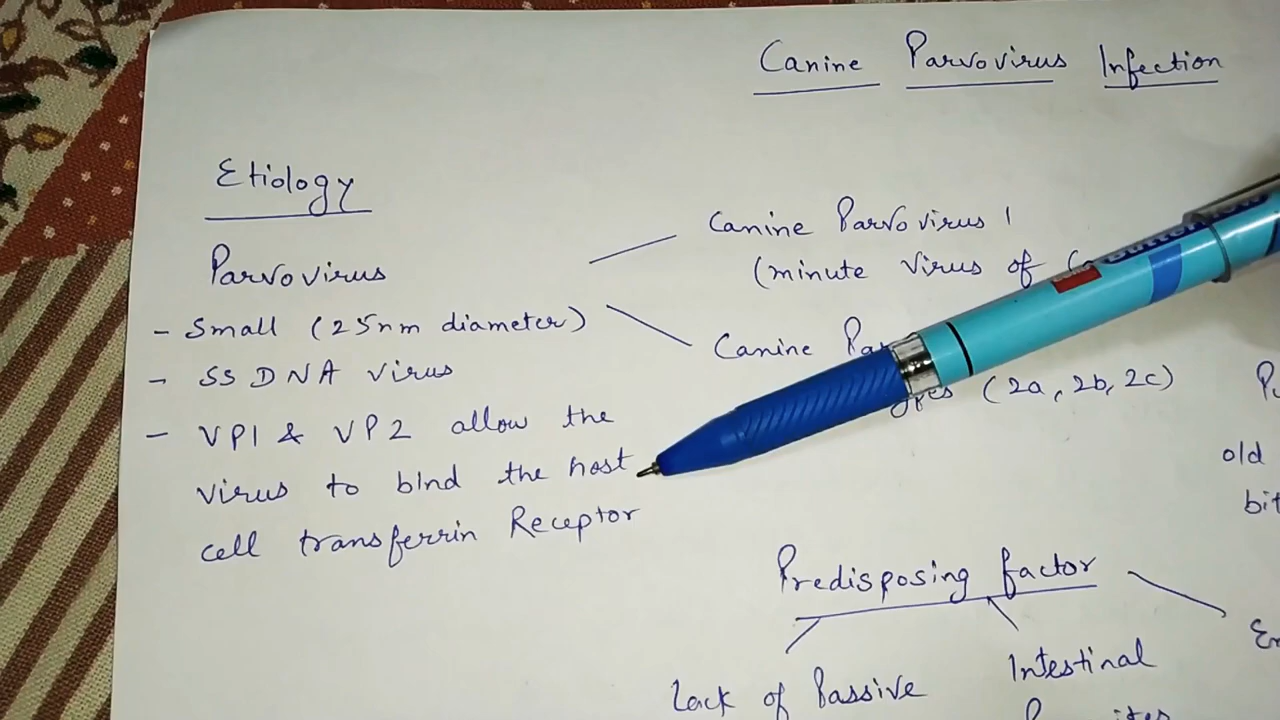 Canine Parvovirus Infection
Etiology
Parvovirus
- Small (25nm diameter)
- SS DNA virus
- VP1 & VP2 allow the
virus to bind the host
cell transferrin Receptor
Canine Parvovirus 1
(minute virus of
Canine
(2a, 2b, 2c)
old
Predisposing factor
Lack of Passive
Intestinal